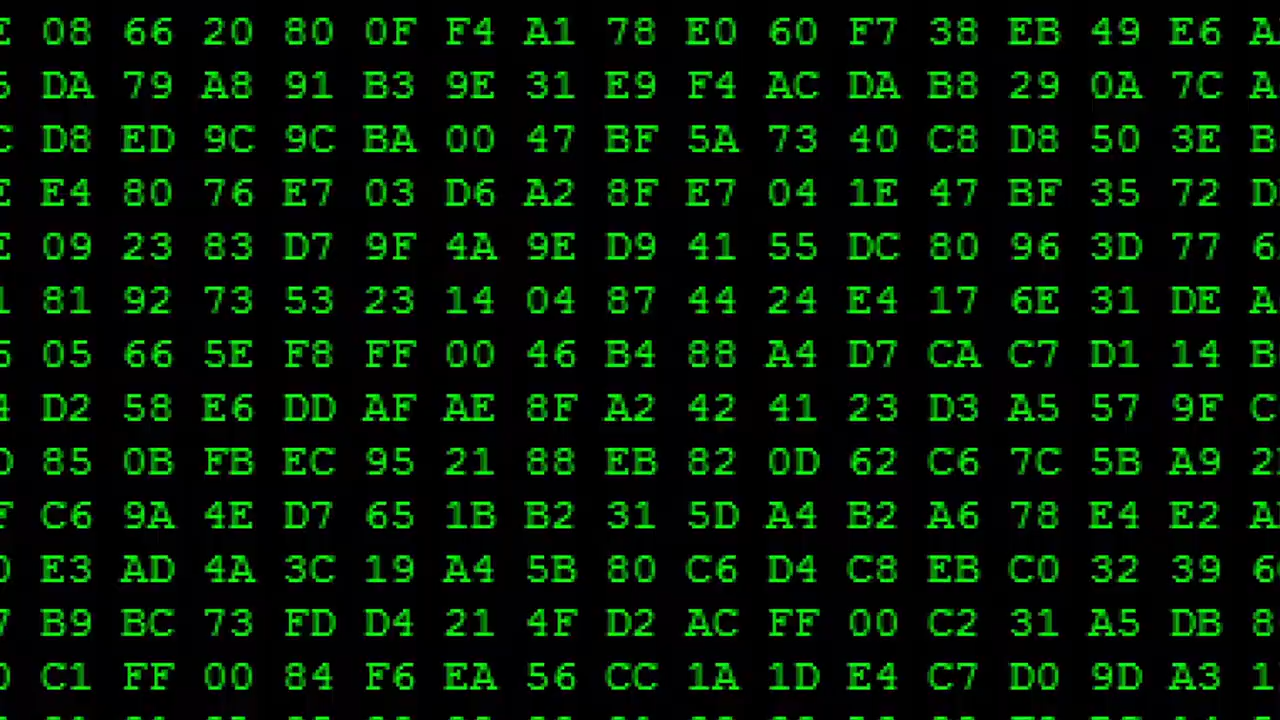 08 66 20 80 0F F4 A1 78 E0 60 F7 38 EB 49 E6
DA 79 A8 91 B3 9E 31 E9 F4 AC DA B8 29 0A 7C
D8 ED 9C 9C BA 00 47 BF 5A 73 40 C8 D8 50 3E
E4 80 76 E7 03 D6 A2 8F E7 04 1E 47 BF 35 72
09 23 83 D7 9F 4A 9E D9 41 55 DC 80 96 3D 77
81 92 73 53 23 14 04 87 44 24 E4 17 6E 31 DE
05 66 5E F8 FF 00 46 B4 88 A4 D7 CA C7 D1 14
D2 58 E6 DD AF AE 8F A2 42 41 23 D3 A5 57 9F
85 0B FB EC 95 21 88 EB 82 0D 62 C6 7C 5B A9
C6 9A 4E D7 65 1B B2 31 5D A4 B2 A6 78 E4 E2
E3 AD 4A 3C 19 A4 5B 80 C6 D4 C8 EB C0 32 39
B9 BC 73 FD D4 21 4F D2 AC FF 00 C2 31 A5 DB
C1 FF 00 84 F6 EA 56 CC 1A 1D E4 C7 D0 9D A3